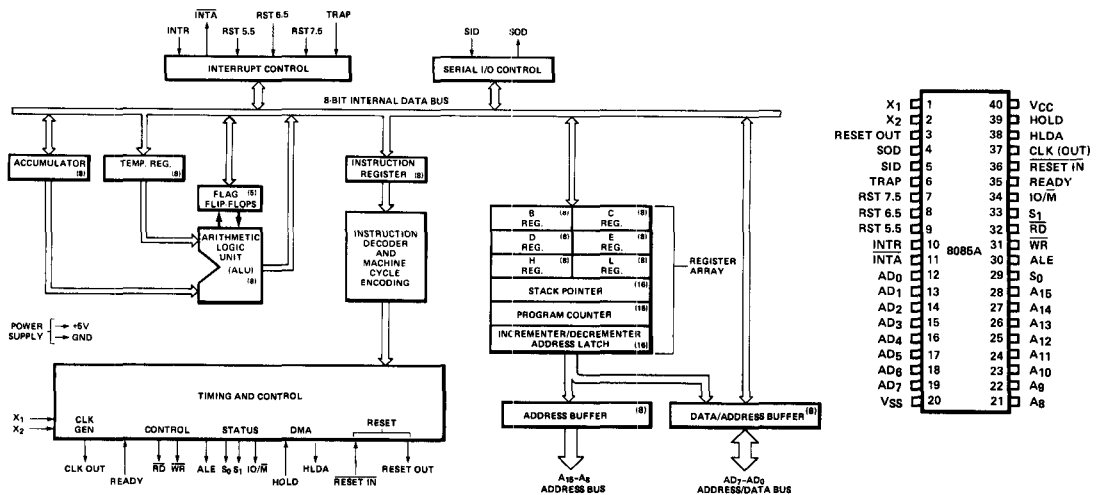 INTR
INTA
RST 5.5
RST 6.5
RST 7.5
TRAP
INTERRUPT CONTROL
SID
SOD
SERIAL I/O CONTROL
8-BIT INTERNAL DATA BUS
ACCUMULATOR (8)
TEMP. REG. (8)
FLAG (5)
FLIP-FLOPS
ARITHMETIC
LOGIC
UNIT
(ALU)
(8)
INSTRUCTION
REGISTER (8)
INSTRUCTION
DECODER
AND
MACHINE
CYCLE
ENCODING
B (8)
REG.
C (8)
REG.
D (8)
REG.
E (8)
REG.
H (8)
REG.
L (8)
REG.
STACK POINTER (16)
PROGRAM COUNTER (16)
INCREMENTER/DECREMENTER
ADDRESS LATCH (16)
REGISTER
ARRAY
POWER
SUPPLY
+5V
GND
TIMING AND CONTROL
X1
X2
CLK
GEN
CONTROL
STATUS
DMA
RESET
CLK OUT
READY
RD
WR
ALE
S0
S1
IO/M
HOLD
HLDA
RESET IN
RESET OUT
ADDRESS BUFFER (8)
DATA/ADDRESS BUFFER (8)
A15-A8
ADDRESS BUS
AD7-AD0
ADDRESS/DATA BUS
8085A
X1 1 40 VCC
X2 2 39 HOLD
RESET OUT 3 38 HLDA
SOD 4 37 CLK (OUT)
SID 5 36 RESET IN
TRAP 6 35 READY
RST 7.5 7 34 IO/M
RST 6.5 8 33 S1
RST 5.5 9 32 RD
INTR 10 31 WR
INTA 11 30 ALE
AD0 12 29 S0
AD1 13 28 A15
AD2 14 27 A14
AD3 15 26 A13
AD4 16 25 A12
AD5 17 24 A11
AD6 18 23 A10
AD7 19 22 A9
VSS 20 21 A8